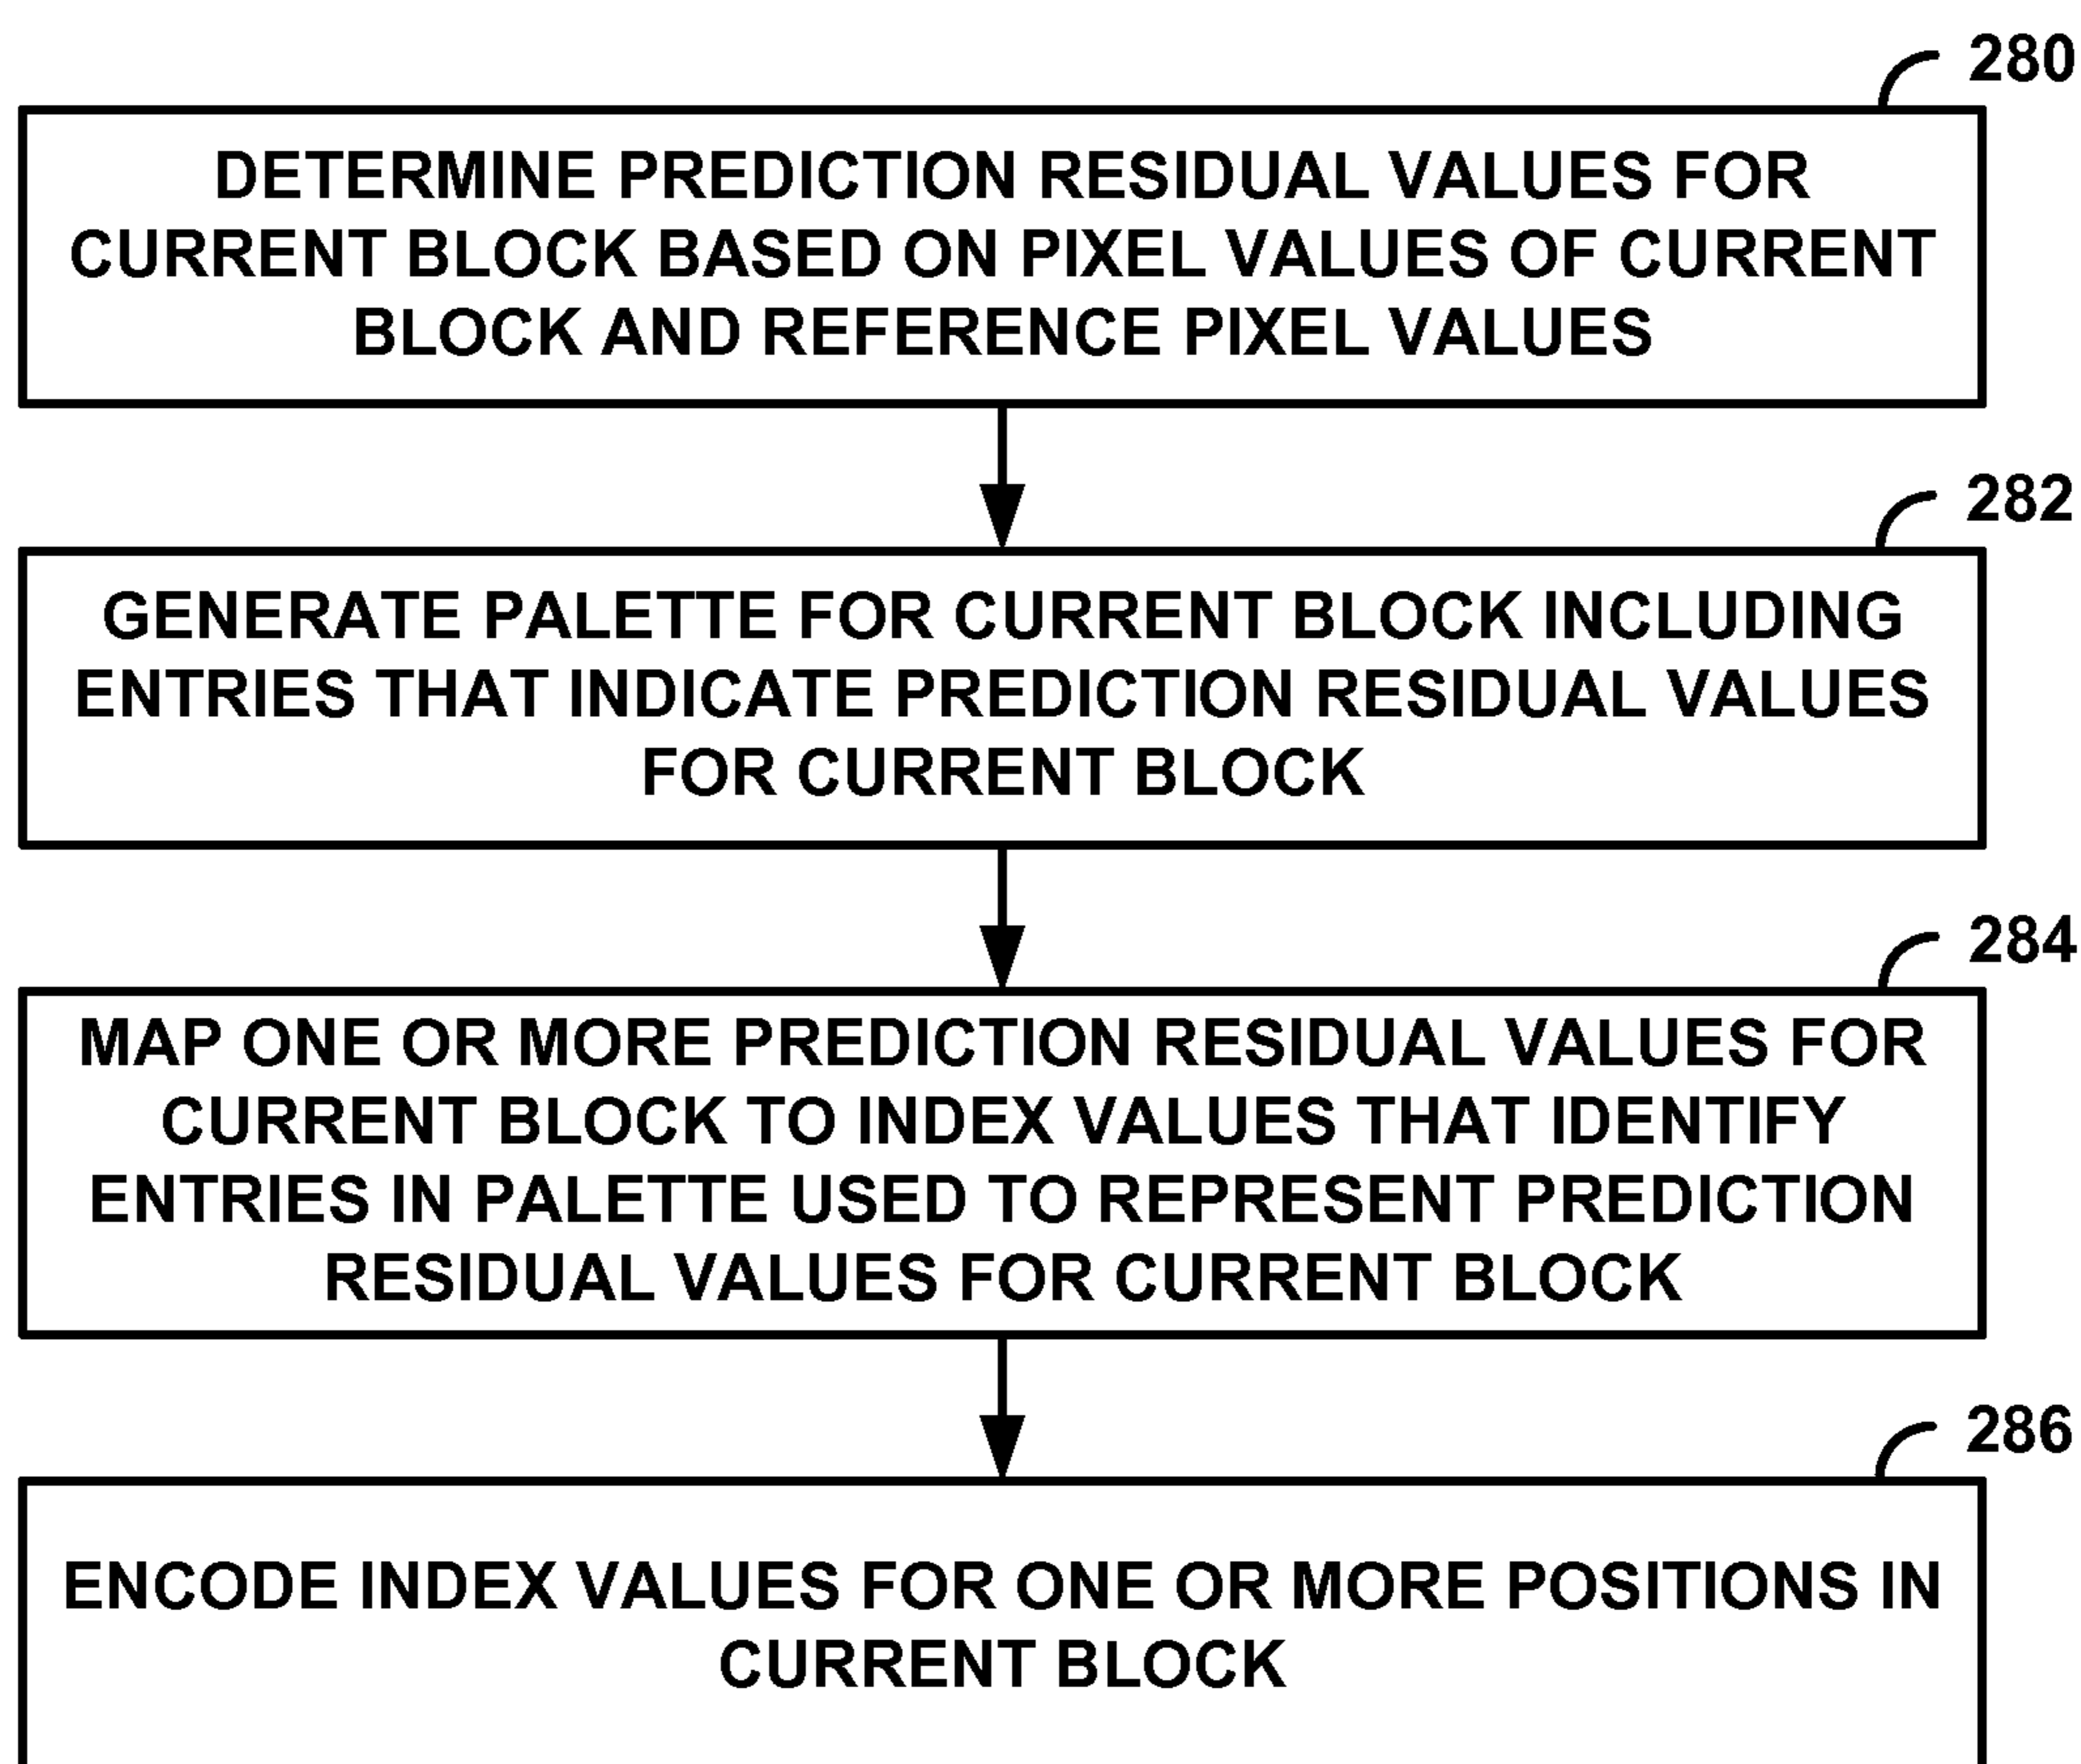 280
DETERMINE PREDICTION RESIDUAL VALUES FOR
CURRENT BLOCK BASED ON PIXEL VALUES OF CURRENT
BLOCK AND REFERENCE PIXEL VALUES
282
GENERATE PALETTE FOR CURRENT BLOCK INCLUDING
ENTRIES THAT INDICATE PREDICTION RESIDUAL VALUES
FOR CURRENT BLOCK
284
MAP ONE OR MORE PREDICTION RESIDUAL VALUES FOR
CURRENT BLOCK TO INDEX VALUES THAT IDENTIFY
ENTRIES IN PALETTE USED TO REPRESENT PREDICTION
RESIDUAL VALUES FOR CURRENT BLOCK
286
ENCODE INDEX VALUES FOR ONE OR MORE POSITIONS IN
CURRENT BLOCK